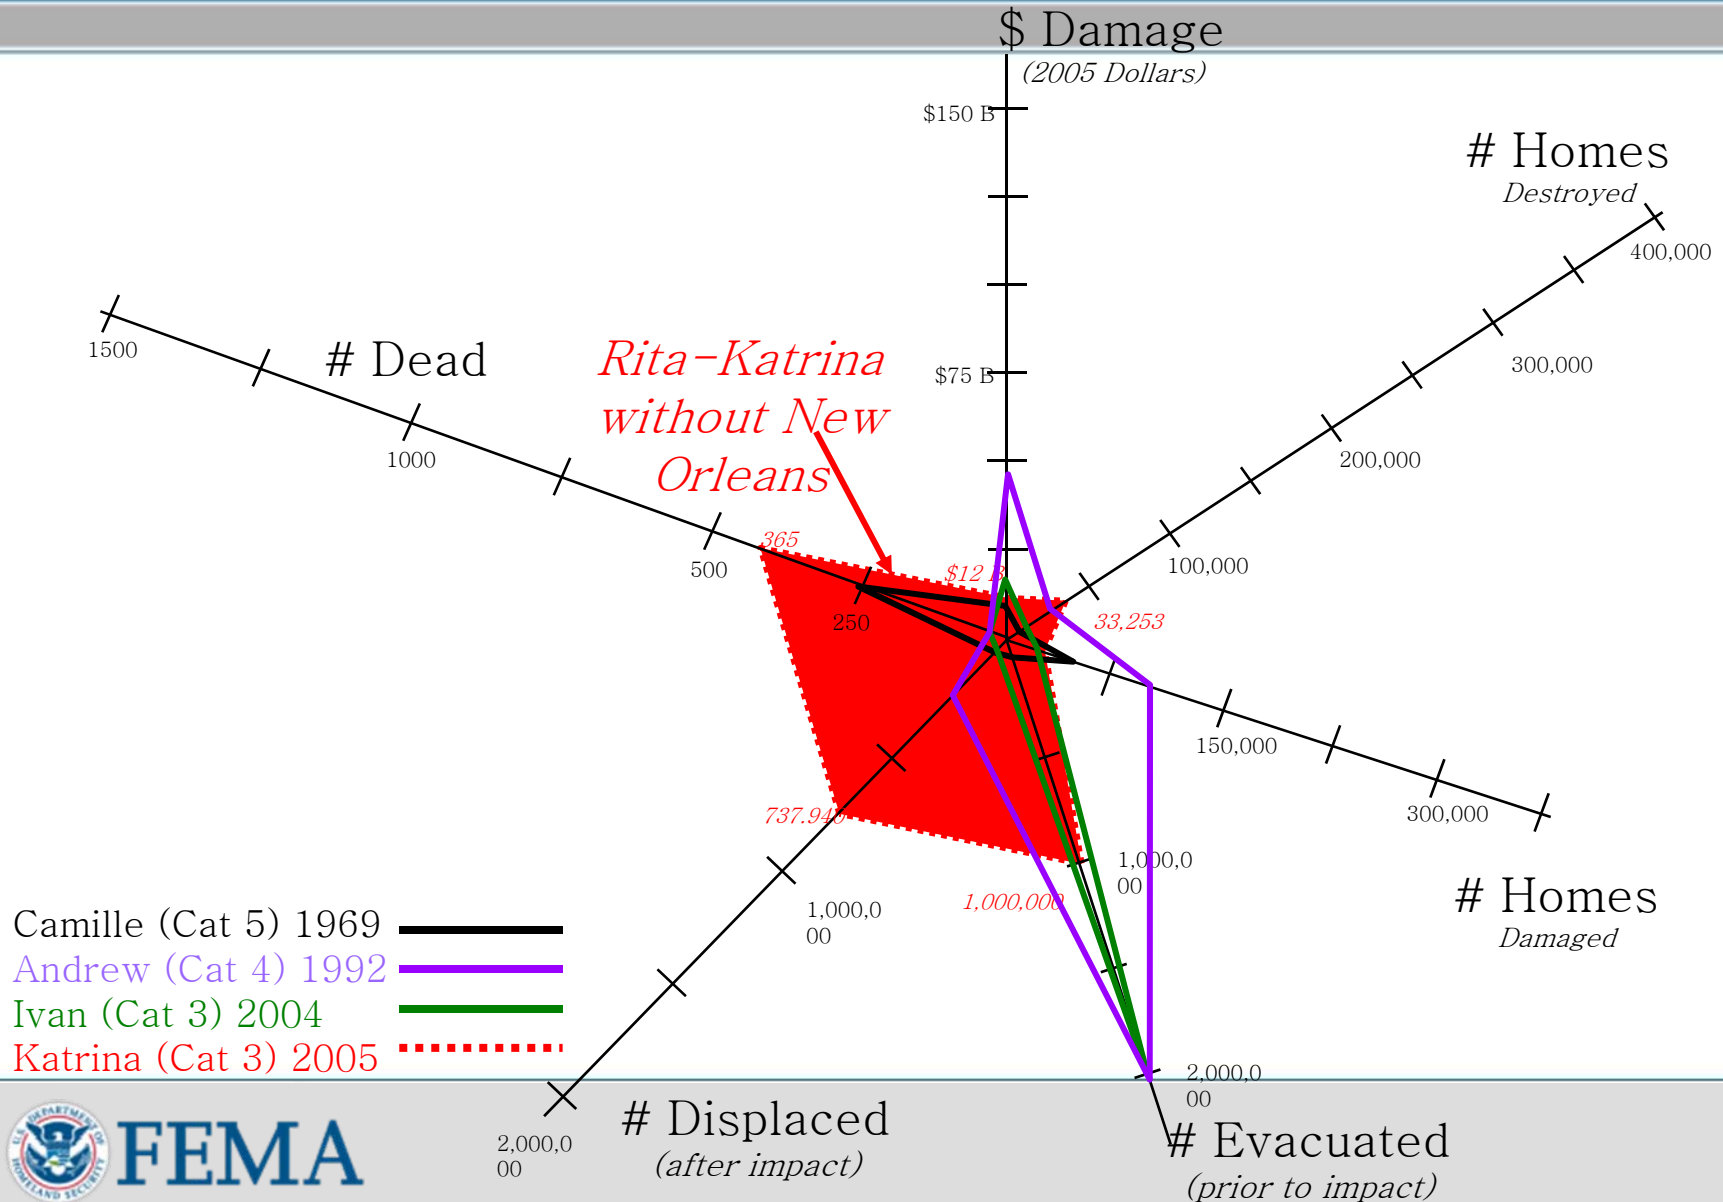 $ Damage
(2005 Dollars)
$150 B
# Homes
Destroyed
400,000
1500
# Dead
Rita-Katrina
without New
Orleans
$75 B
300,000
1000
200,000
365
500
$12 B
100,000
250
33,253
150,000
737.940
300,000
1,000,0
00
1,000,000
# Homes
Damaged
1,000,0
00
Camille (Cat 5) 1969
Andrew (Cat 4) 1992
Ivan (Cat 3) 2004
Katrina (Cat 3) 2005
2,000,0
00
# Displaced
(after impact)
2,000,0
00
# Evacuated
(prior to impact)
U.S. DEPARTMENT OF
HOMELAND SECURITY
FEMA